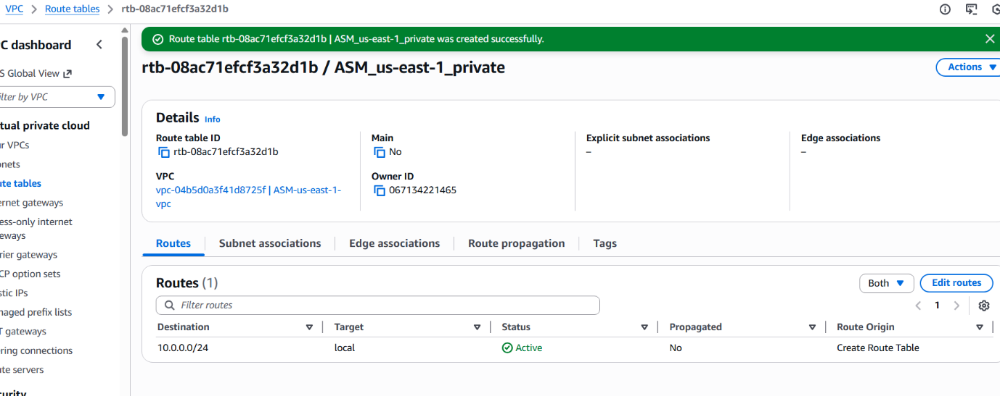 VPC > Route tables > rtb-08ac71efcf3a32d1b
Route table rtb-08ac71efcf3a32d1b | ASM_us-east-1_private was created successfully.
C dashboard
S Global View
ilter by VPC
tual private cloud
ur VPCs
bnets
ute tables
ernet gateways
ess-only internet
eways
rier gateways
CP option sets
stic IPs
naged prefix lists
T gateways
ering connections
ute servers
curity
rtb-08ac71efcf3a32d1b / ASM_us-east-1_private
Actions
Details Info
Route table ID
rtb-08ac71efcf3a32d1b
Main
No
Explicit subnet associations
–
Edge associations
–
VPC
vpc-04b5d0a3f41d8725f | ASM-us-east-1-
vpc
Owner ID
067134221465
Routes Subnet associations Edge associations Route propagation Tags
Routes (1)
Both
Edit routes
Filter routes
1
Destination Target Status Propagated Route Origin
10.0.0.0/24 local Active No Create Route Table